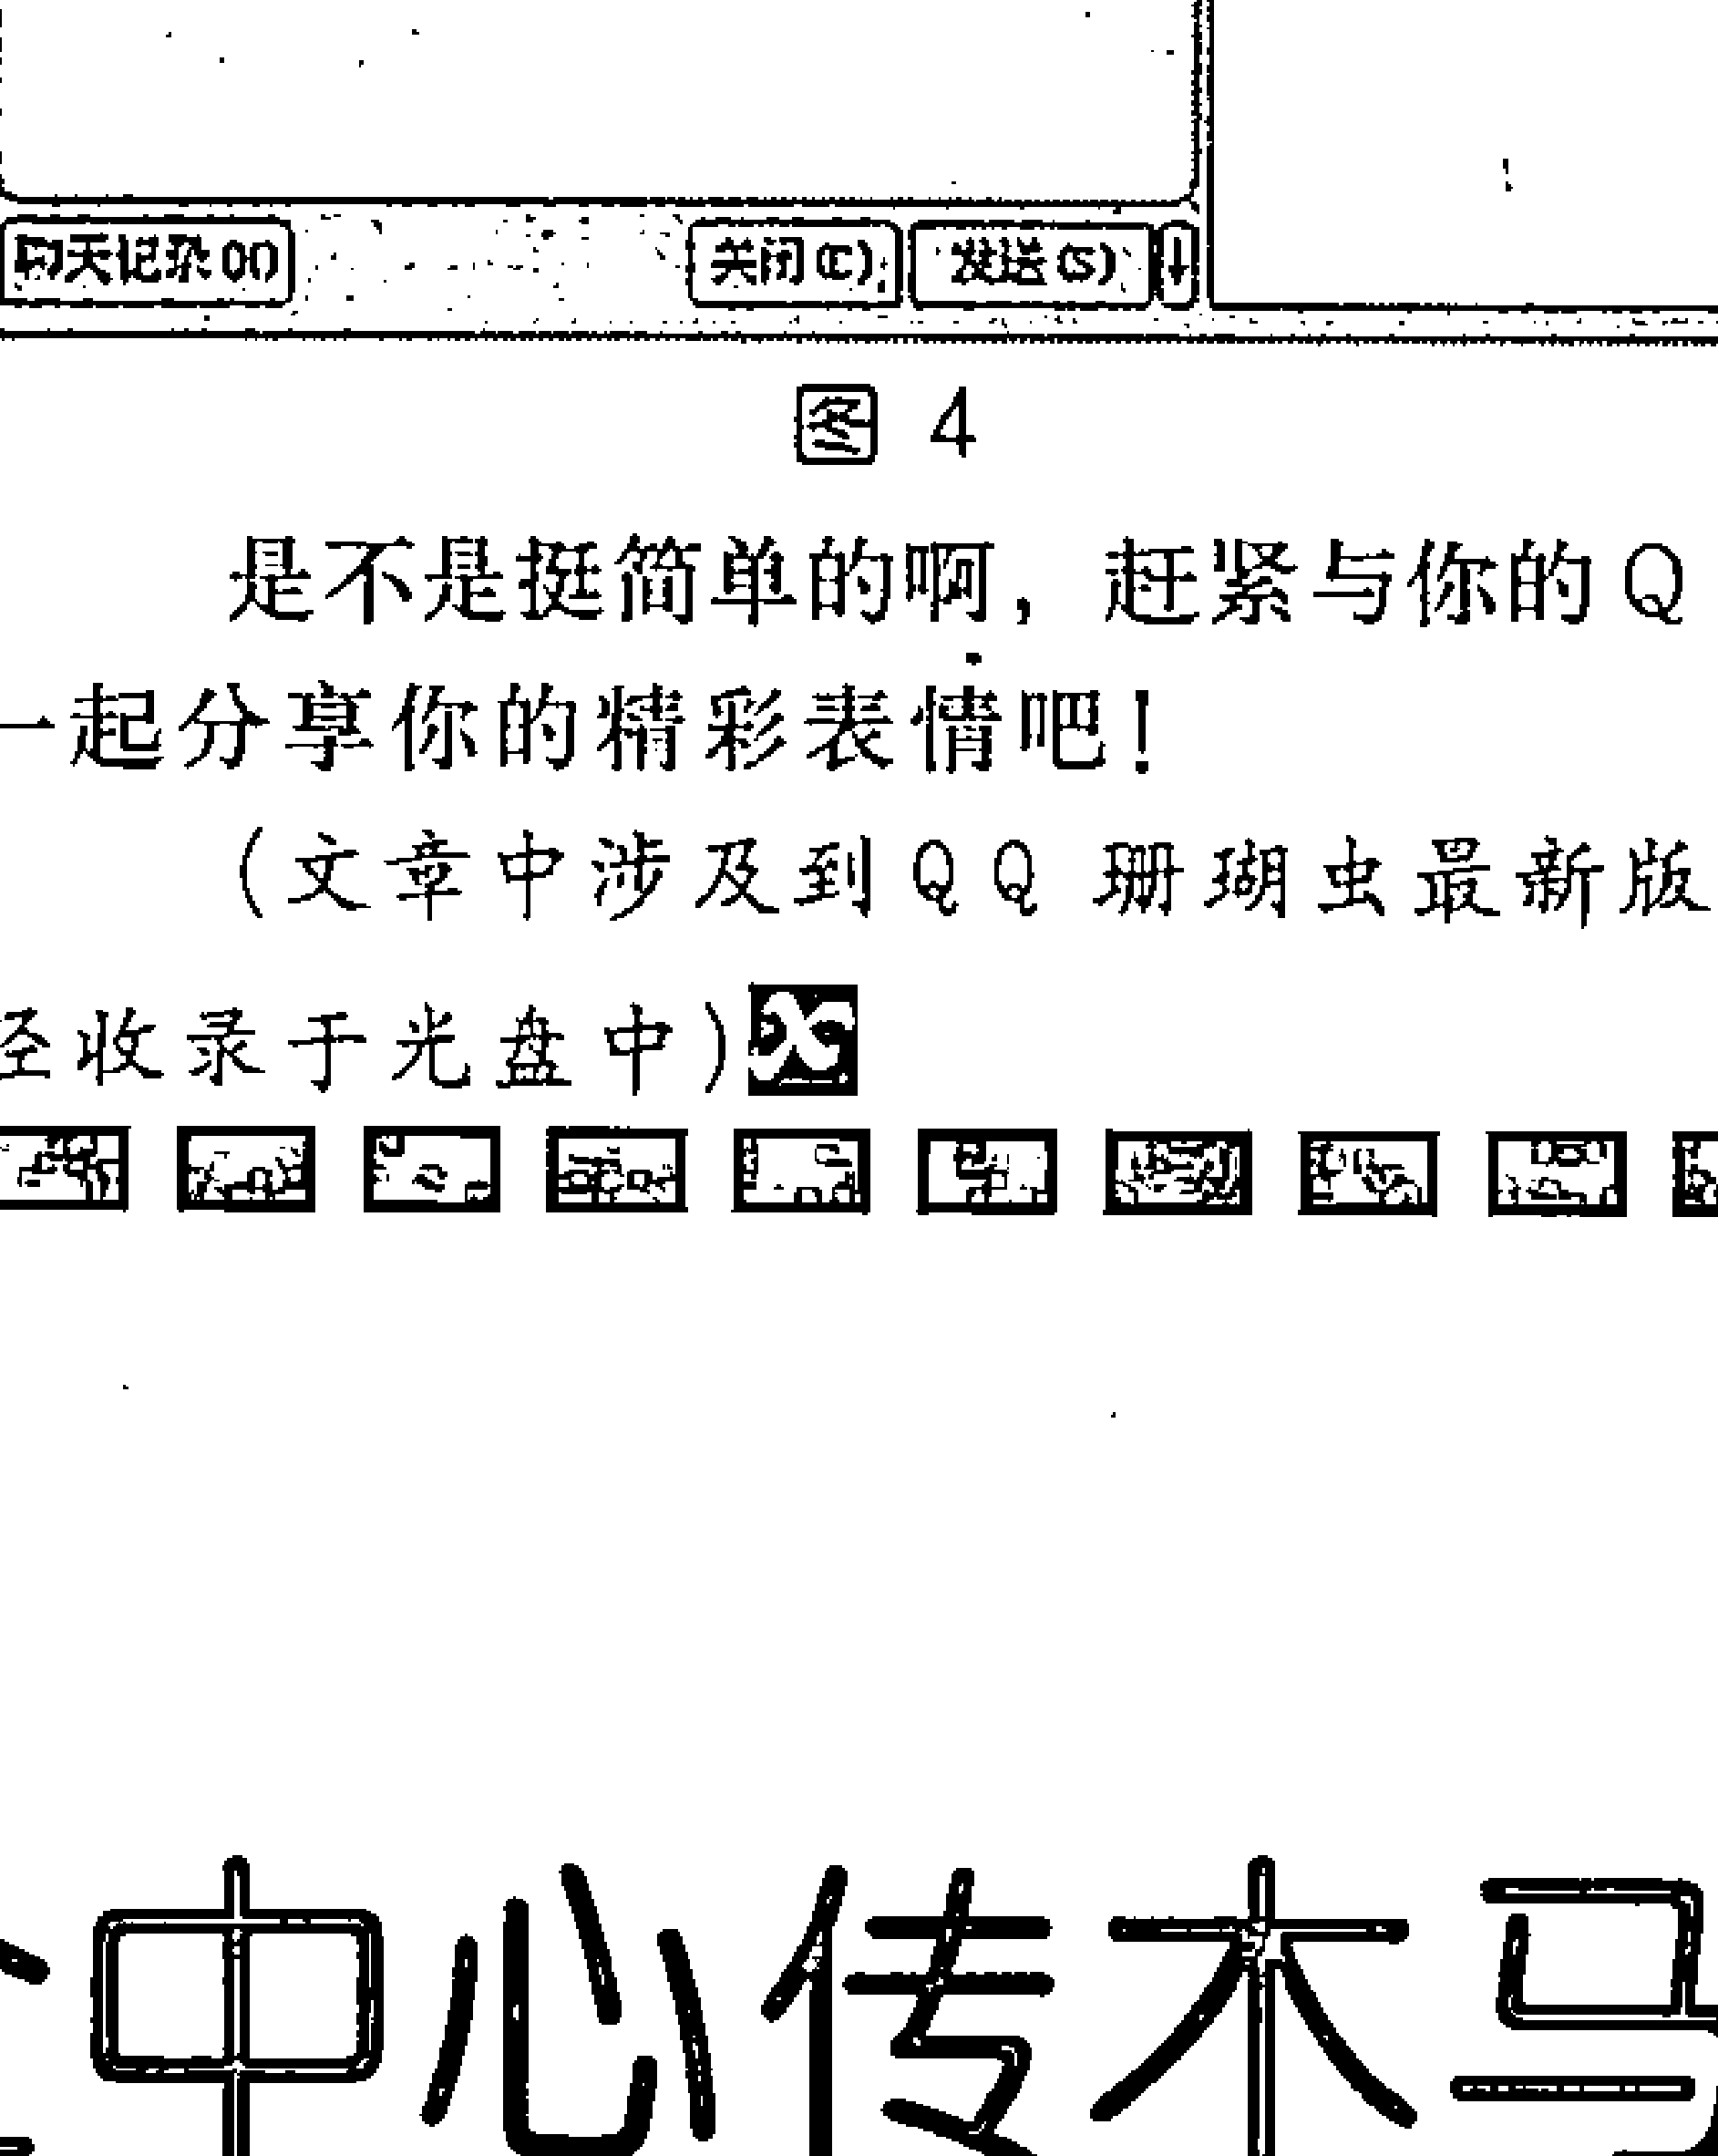 聊天记录(H) 关闭(C) 发送(S)
图 4
是不是挺简单的啊，赶紧与你的Q
一起分享你的精彩表情吧！
（文章中涉及到QQ 珊瑚虫最新版
经收录于光盘中）
中心传木马